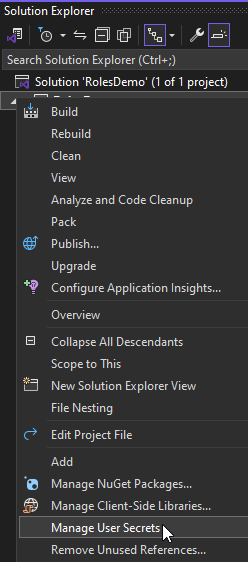 Solution Explorer
Search Solution Explorer (Ctrl+;)
Solution 'RolesDemo' (1 of 1 project)
Build
Rebuild
Clean
View
Analyze and Code Cleanup
Pack
Publish...
Upgrade
Configure Application Insights...
Overview
Collapse All Descendants
Scope to This
New Solution Explorer View
File Nesting
Edit Project File
Add
Manage NuGet Packages...
Manage Client-Side Libraries...
Manage User Secrets
Remove Unused References...